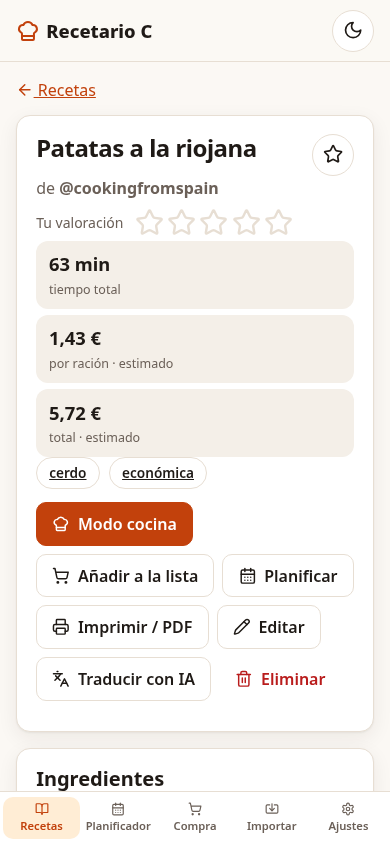 Recetario C
← Recetas
Patatas a la riojana
de @cookingfromspain
Tu valoración
63 min
tiempo total
1,43 €
por ración · estimado
5,72 €
total · estimado
cerdo económica
Modo cocina
Añadir a la lista Planificar
Imprimir / PDF Editar
Traducir con IA Eliminar
Ingredientes
Recetas Planificador Compra Importar Ajustes